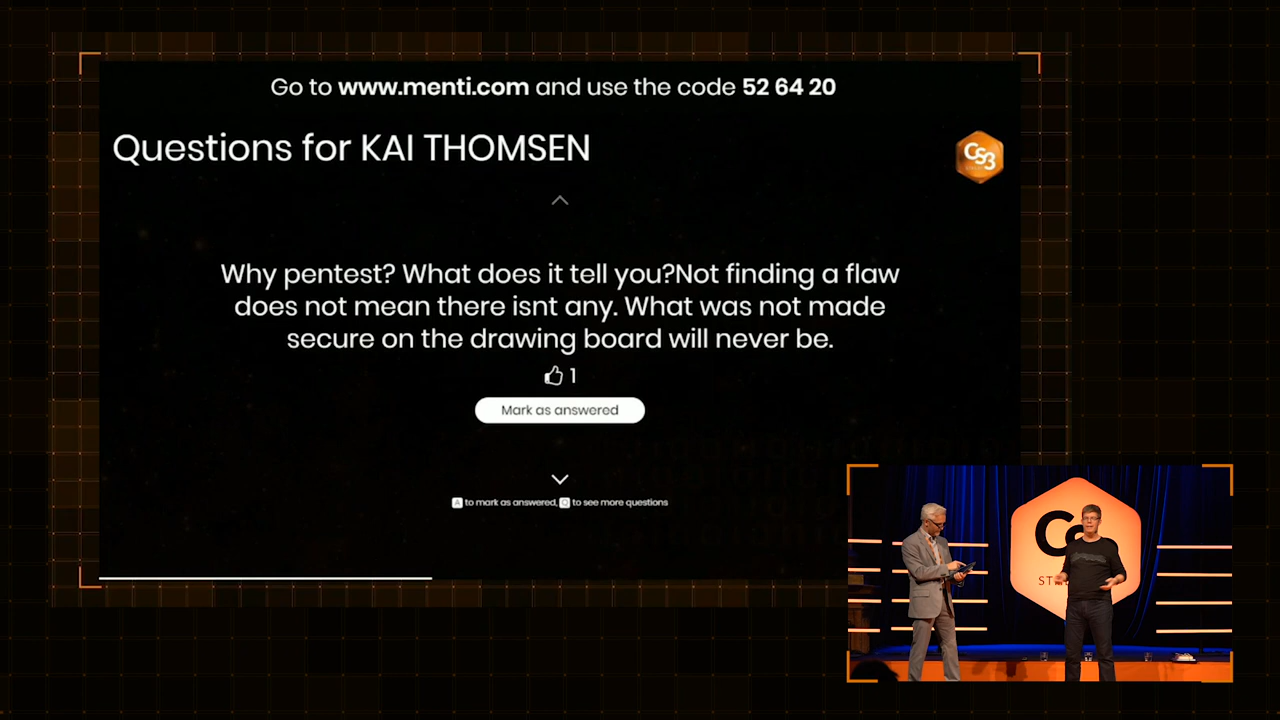 Go to www.menti.com and use the code 52 64 20
Questions for KAI THOMSEN
CS3
Why pentest? What does it tell you?Not finding a flaw
does not mean there isnt any. What was not made
secure on the drawing board will never be.
1
Mark as answered
A to mark as answered, Q to see more questions